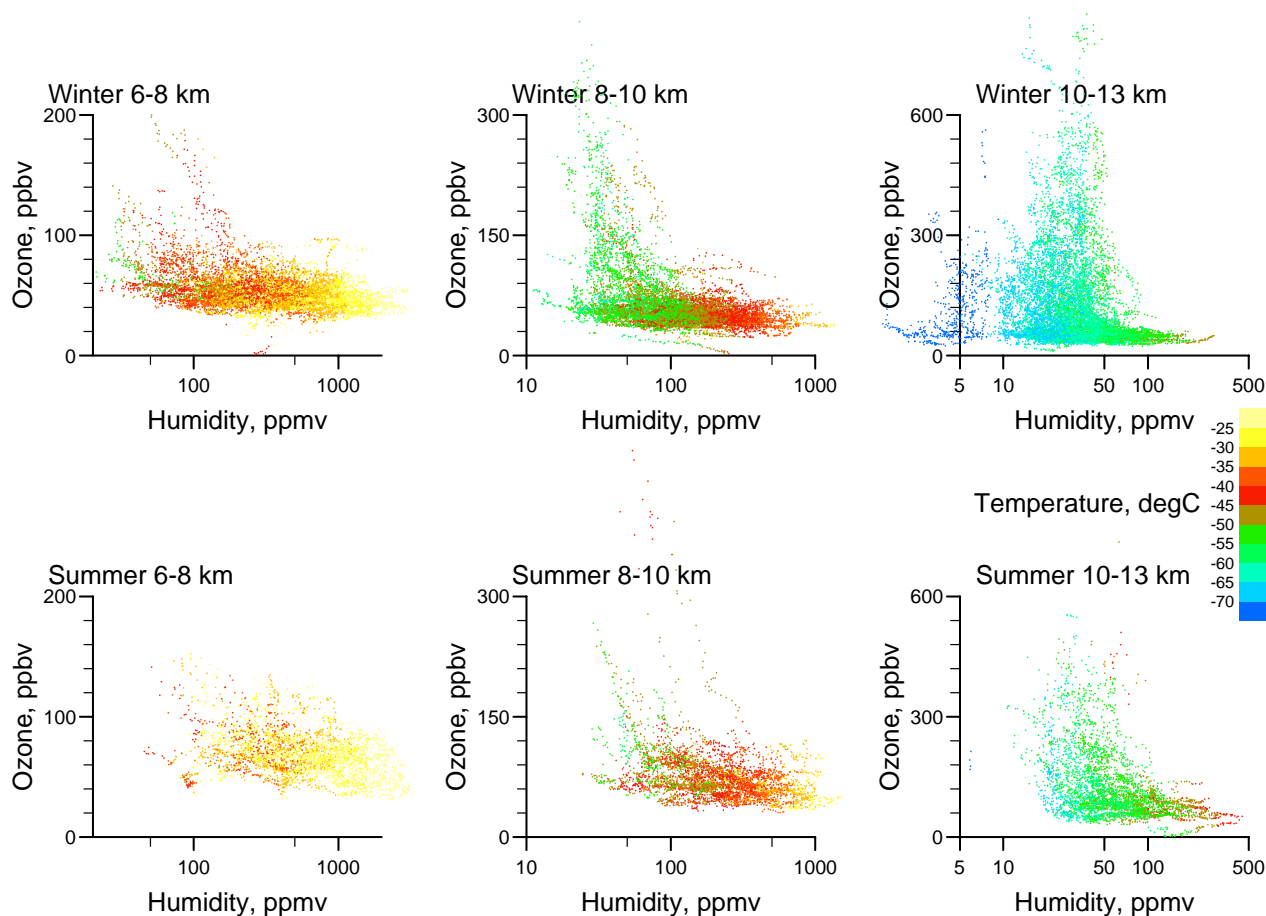 Winter 6-8 km
Ozone, ppbv
200
100
0
100
1000
Humidity, ppmv
Winter 8-10 km
Ozone, ppbv
300
150
0
10
100
1000
Humidity, ppmv
Winter 10-13 km
Ozone, ppbv
600
300
0
5
10
50
100
500
Humidity, ppmv
Temperature, degC
-25
-30
-35
-40
-45
-50
-55
-60
-65
-70
Summer 6-8 km
Ozone, ppbv
200
100
0
100
1000
Humidity, ppmv
Summer 8-10 km
Ozone, ppbv
300
150
0
10
100
1000
Humidity, ppmv
Summer 10-13 km
Ozone, ppbv
600
300
0
5
10
50
100
500
Humidity, ppmv